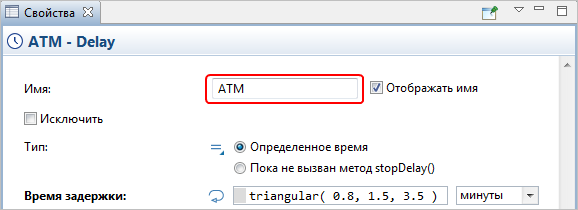 Свойства
ATM - Delay
Имя: ATM Отображать имя
Исключить
Тип: Определенное время
Пока не вызван метод stopDelay()
Время задержки: triangular( 0.8, 1.5, 3.5 ) минуты